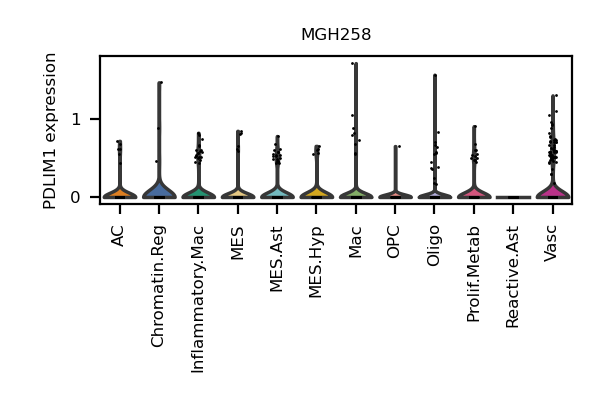 MGH258
PDLIM1 expression
1
0
AC
Chromatin.Reg
Inflammatory.Mac
MES
MES.Ast
MES.Hyp
Mac
OPC
Oligo
Prolif.Metab
Reactive.Ast
Vasc